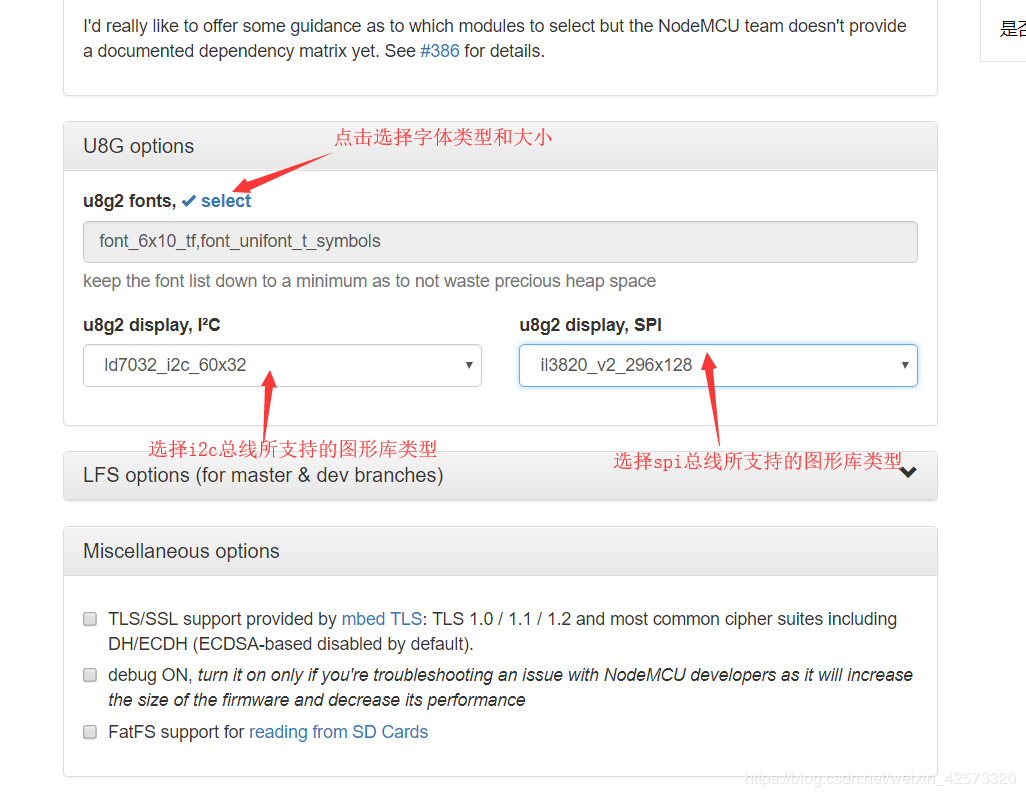 I'd really like to offer some guidance as to which modules to select but the NodeMCU team doesn't provide
a documented dependency matrix yet. See #386 for details.
是否
U8G options
点击选择字体类型和大小
u8g2 fonts, ✔ select
font_6x10_tf,font_unifont_t_symbols
keep the font list down to a minimum as to not waste precious heap space
u8g2 display, I²C
u8g2 display, SPI
ld7032_i2c_60x32
il3820_v2_296x128
选择i2c总线所支持的图形库类型
选择spi总线所支持的图形库类型
LFS options (for master & dev branches)
Miscellaneous options
TLS/SSL support provided by mbed TLS: TLS 1.0 / 1.1 / 1.2 and most common cipher suites including
DH/ECDH (ECDSA-based disabled by default).
debug ON, turn it on only if you're troubleshooting an issue with NodeMCU developers as it will increase
the size of the firmware and decrease its performance
FatFS support for reading from SD Cards
https://blog.csdn.net/weixin_42573320